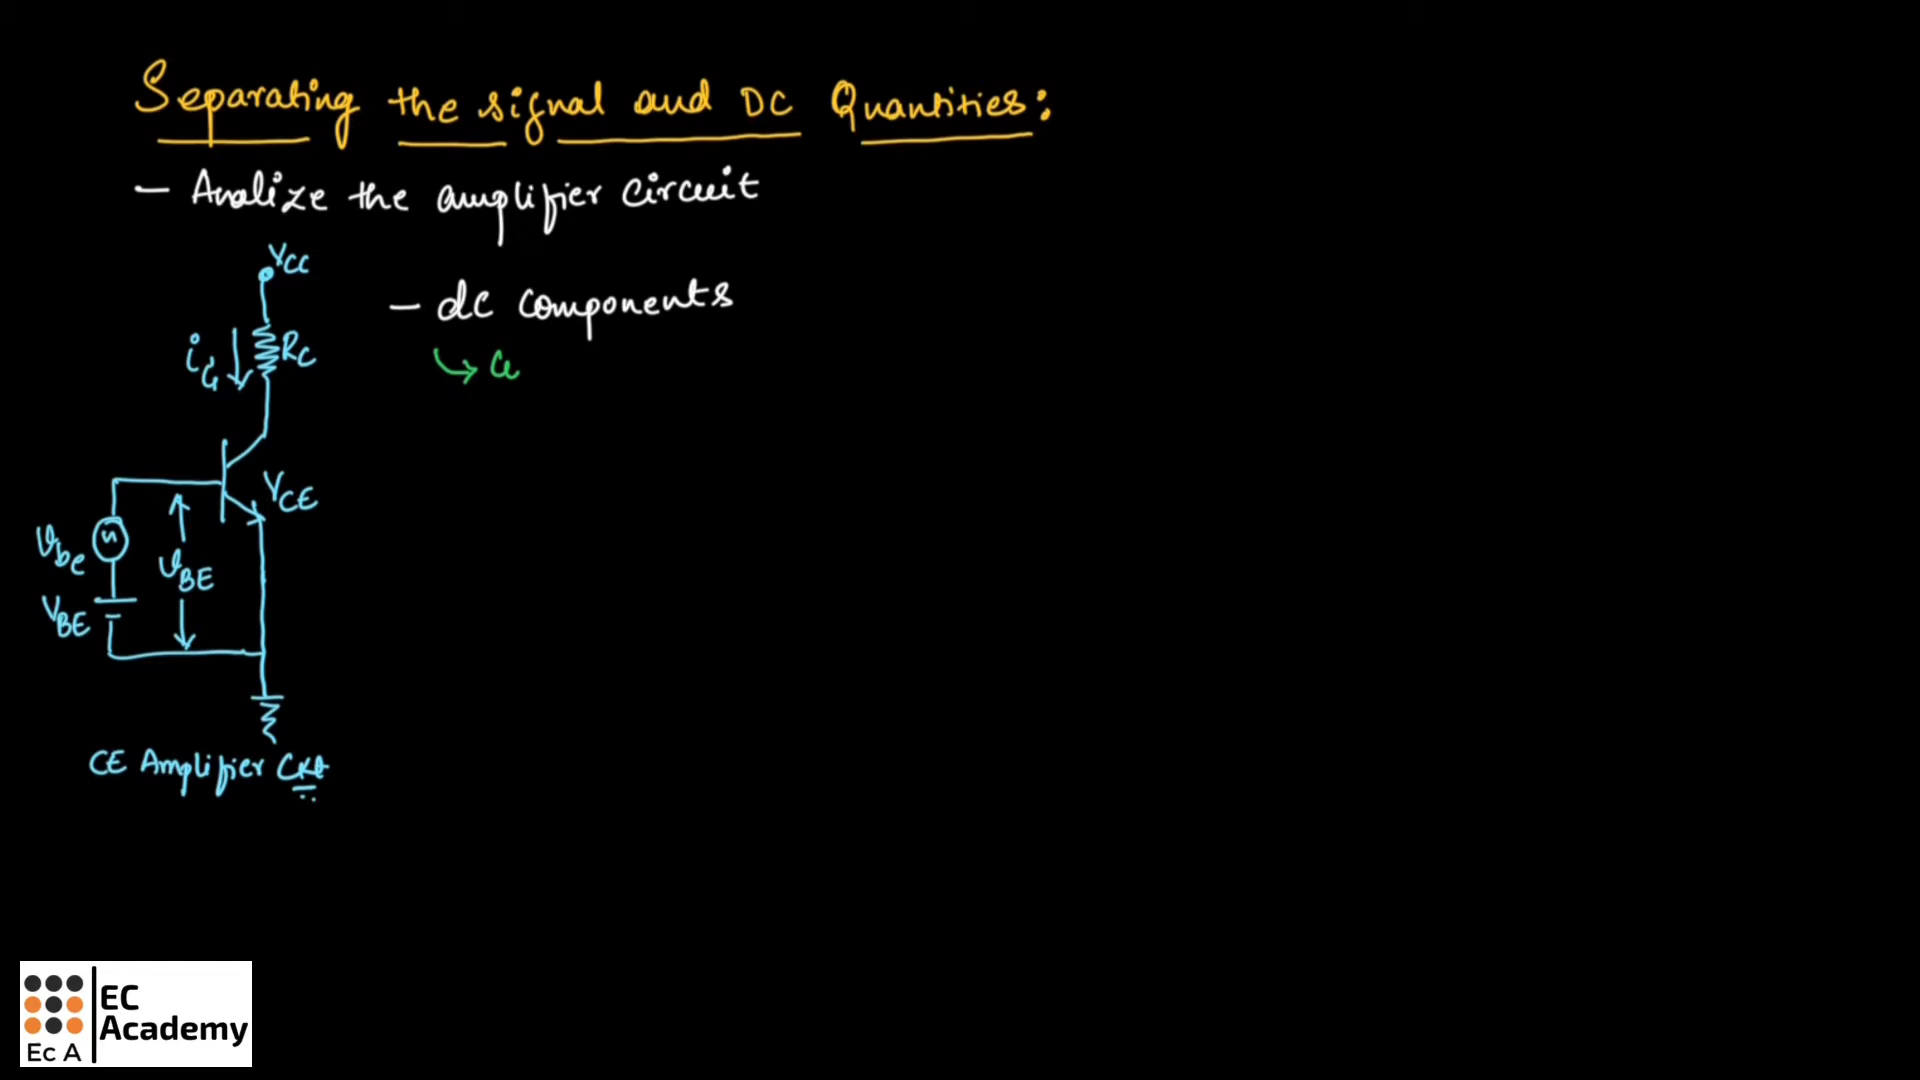 Separating the signal and DC Quantities:
- Analize the amplifier circuit
VCC
- dc components
iC
RC
VCE
vbe
vBE
VBE
CE Amplifier CKt
EC
Academy
Ec A